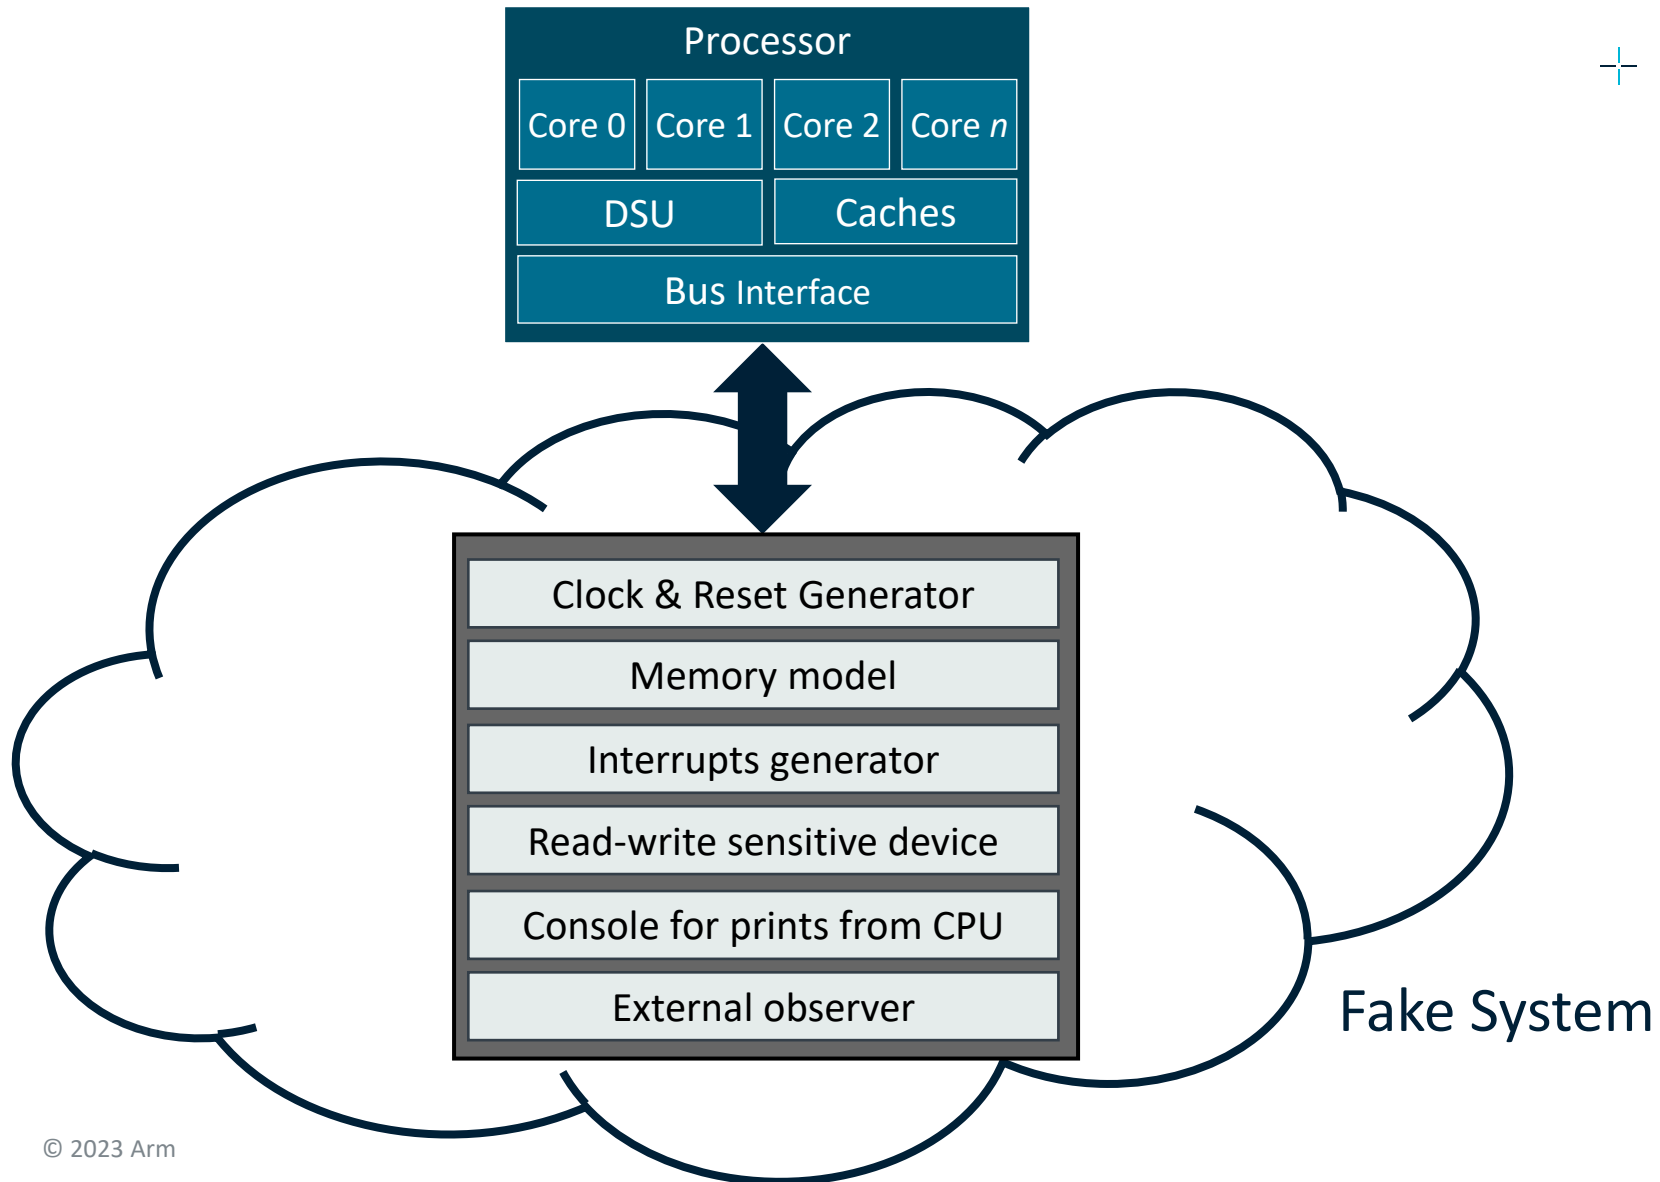 Processor
Core 0 Core 1 Core 2 Core n
DSU Caches
Bus Interface
Clock & Reset Generator
Memory model
Interrupts generator
Read-write sensitive device
Console for prints from CPU
External observer
Fake System
© 2023 Arm